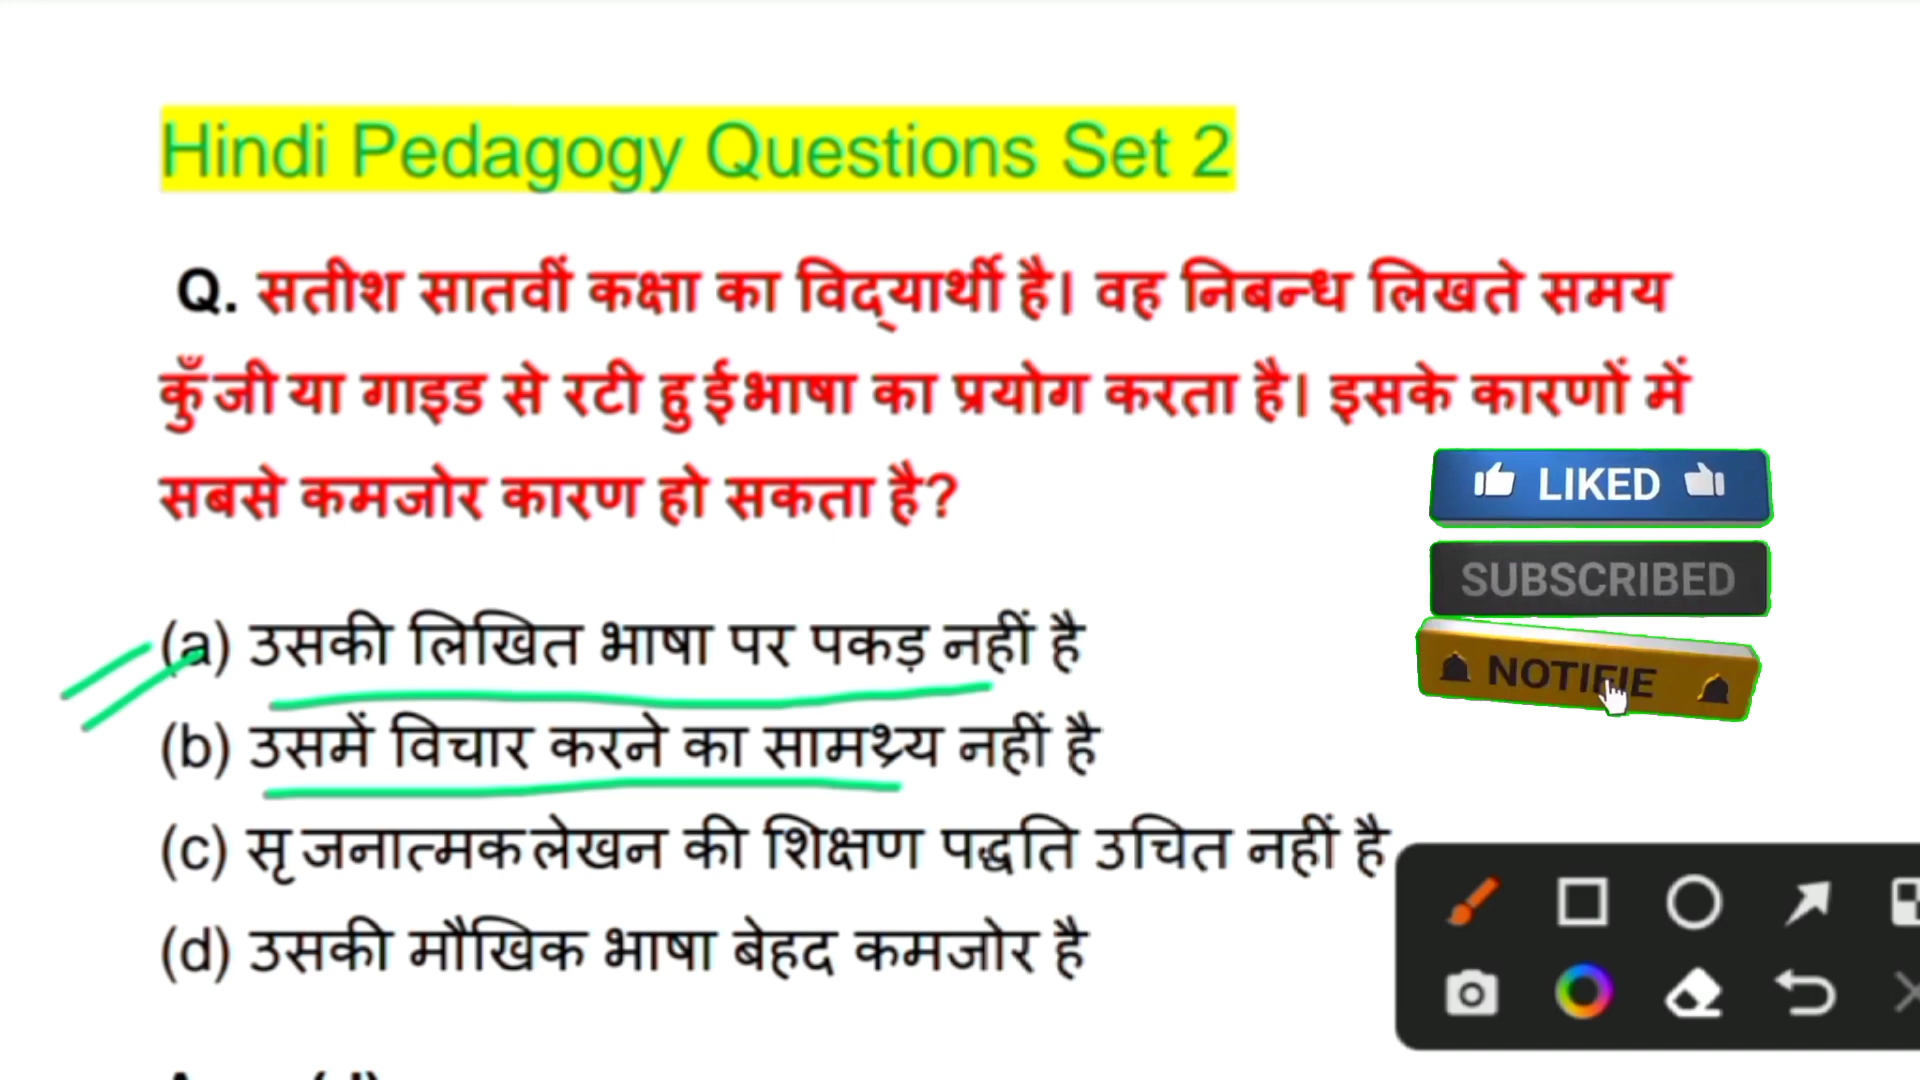 Hindi Pedagogy Questions Set 2
Q. सतीश सातवीं कक्षा का विद्यार्थी है। वह निबन्ध लिखते समय
कुँजी या गाइड से रटी हुई भाषा का प्रयोग करता है। इसके कारणों में
सबसे कमजोर कारण हो सकता है?
LIKED
SUBSCRIBED
NOTIFIE
(a) उसकी लिखित भाषा पर पकड़ नहीं है
(b) उसमें विचार करने का सामर्थ्य नहीं है
(c) सृजनात्मक लेखन की शिक्षण पद्धति उचित नहीं है
(d) उसकी मौखिक भाषा बेहद कमजोर है